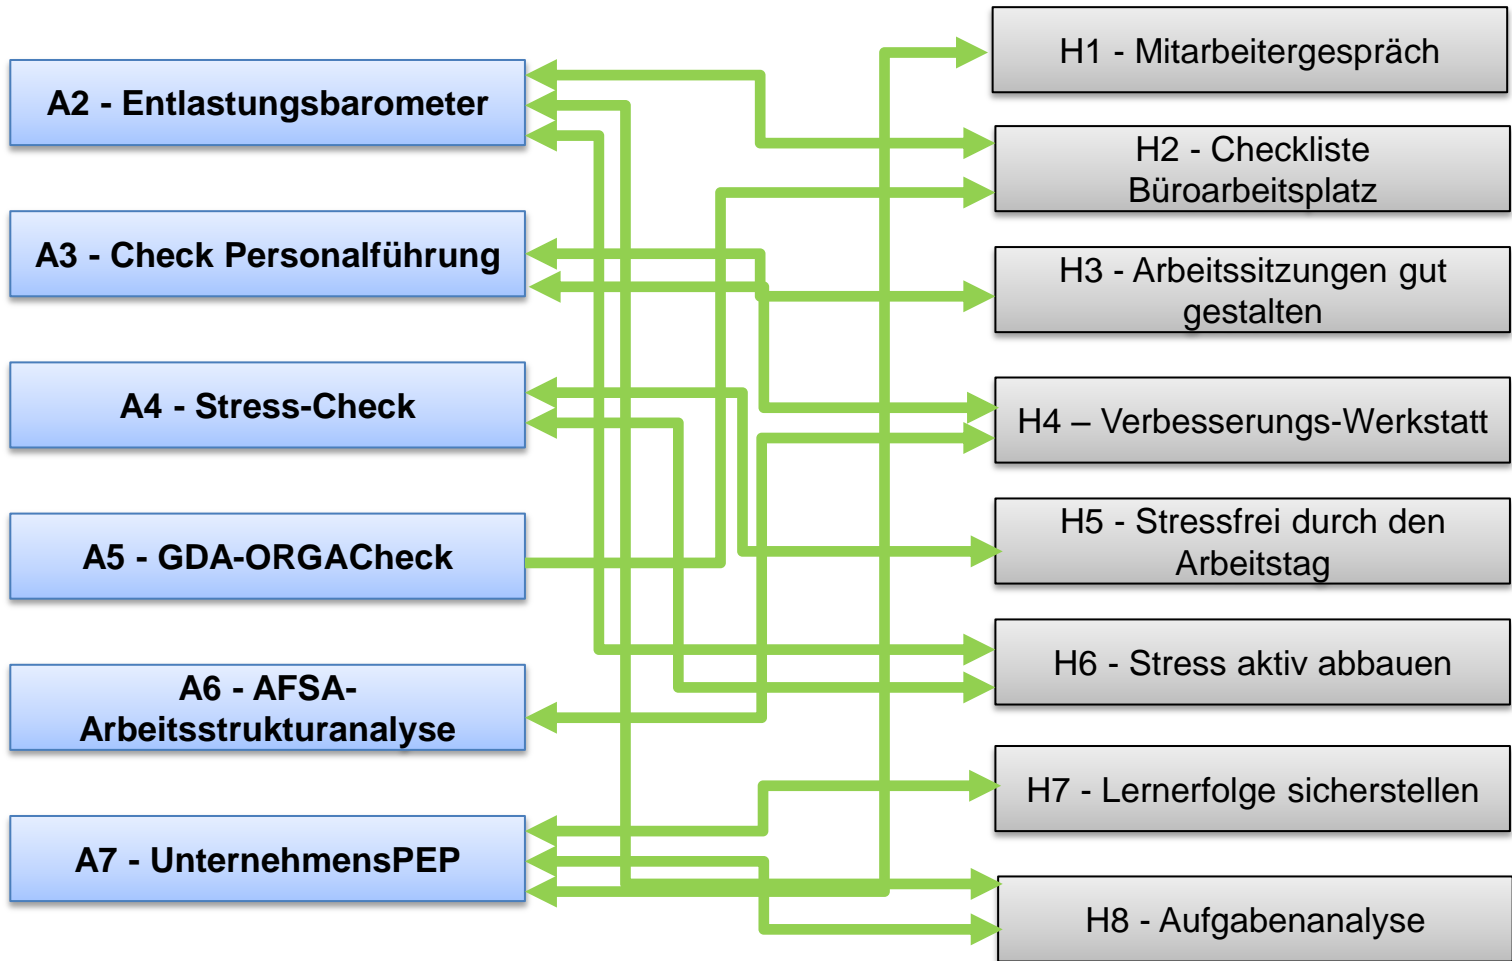 A2 - Entlastungsbarometer
A3 - Check Personalführung
A4 - Stress-Check
A5 - GDA-ORGACheck
A6 - AFSA-
Arbeitsstrukturanalyse
A7 - UnternehmensPEP
H1 - Mitarbeitergespräch
H2 - Checkliste
Büroarbeitsplatz
H3 - Arbeitssitzungen gut
gestalten
H4 – Verbesserungs-Werkstatt
H5 - Stressfrei durch den
Arbeitstag
H6 - Stress aktiv abbauen
H7 - Lernerfolge sicherstellen
H8 - Aufgabenanalyse